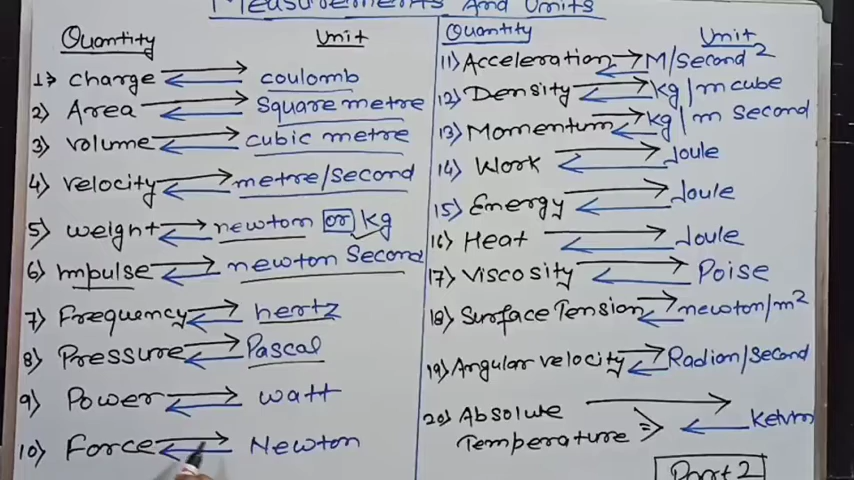 Measurements And Units
Quantity Unit
1) charge coulomb
2) Area Square metre
3) volume cubic metre
4) velocity metre/second
5) weight newton or kg
6) Impulse newton Second
7) Frequency hertz
8) Pressure Pascal
9) Power watt
10) Force Newton
Quantity Unit
11) Acceleration M/Second 2
12) Density kg/m cube
13) Momentum kg/m second
14) Work Joule
15) Energy Joule
16) Heat Joule
17) Viscosity Poise
18) Surface Tension newton/m2
19) Angular velocity Radian/Second
20) Absolute Kelvin
Temperature
Part 2